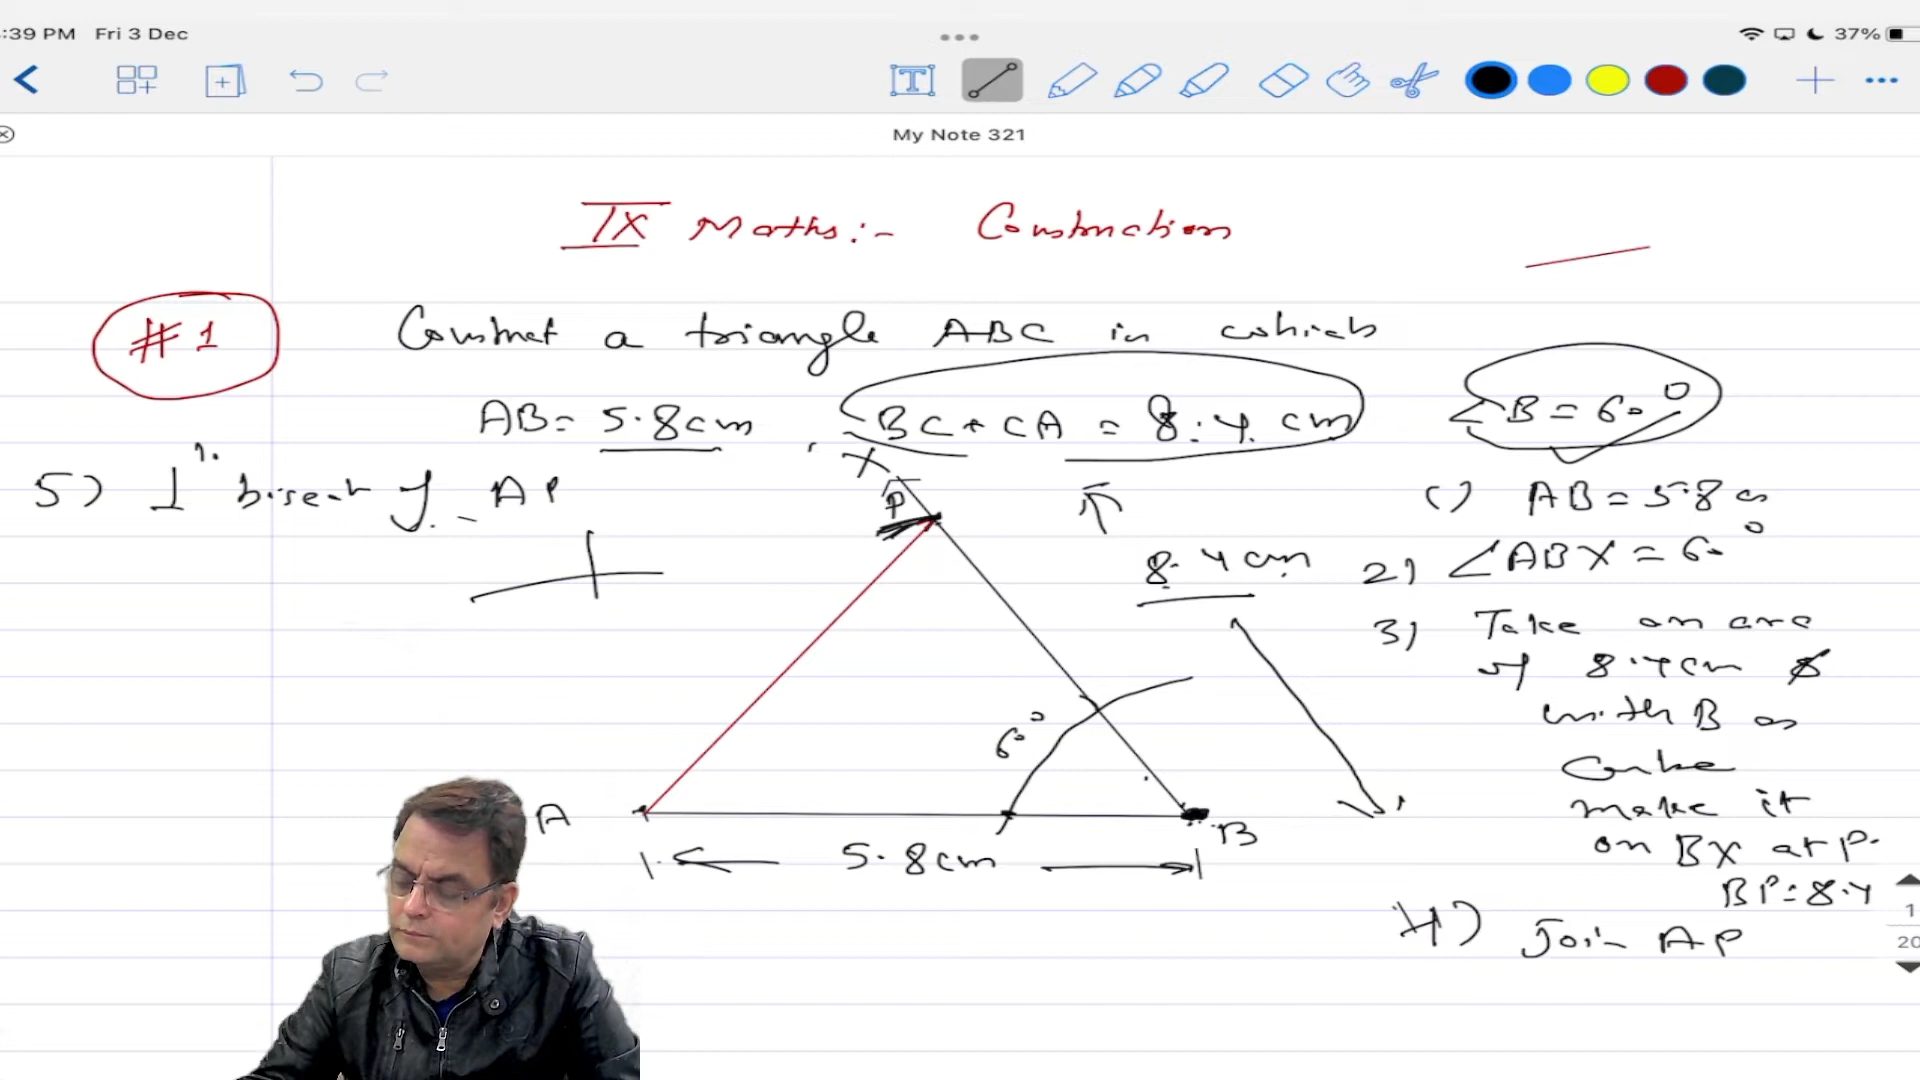 :39 PM Fri 3 Dec
37%
My Note 321
IX Maths:- Construction
#1 Construct a triangle ABC in which
AB= 5.8cm , BC+CA = 8.4 cm ∠B=60°
5) ⊥r. bisect of AP
X
P
8.4cm
60°
A
B
5.8cm
1) AB=5.8 cm
2) ∠ABX = 60°
3) Take an arc
of 8.4cm
with B as
centre
make it
on BX at P.
BP=8.4
4) Join AP
1
20